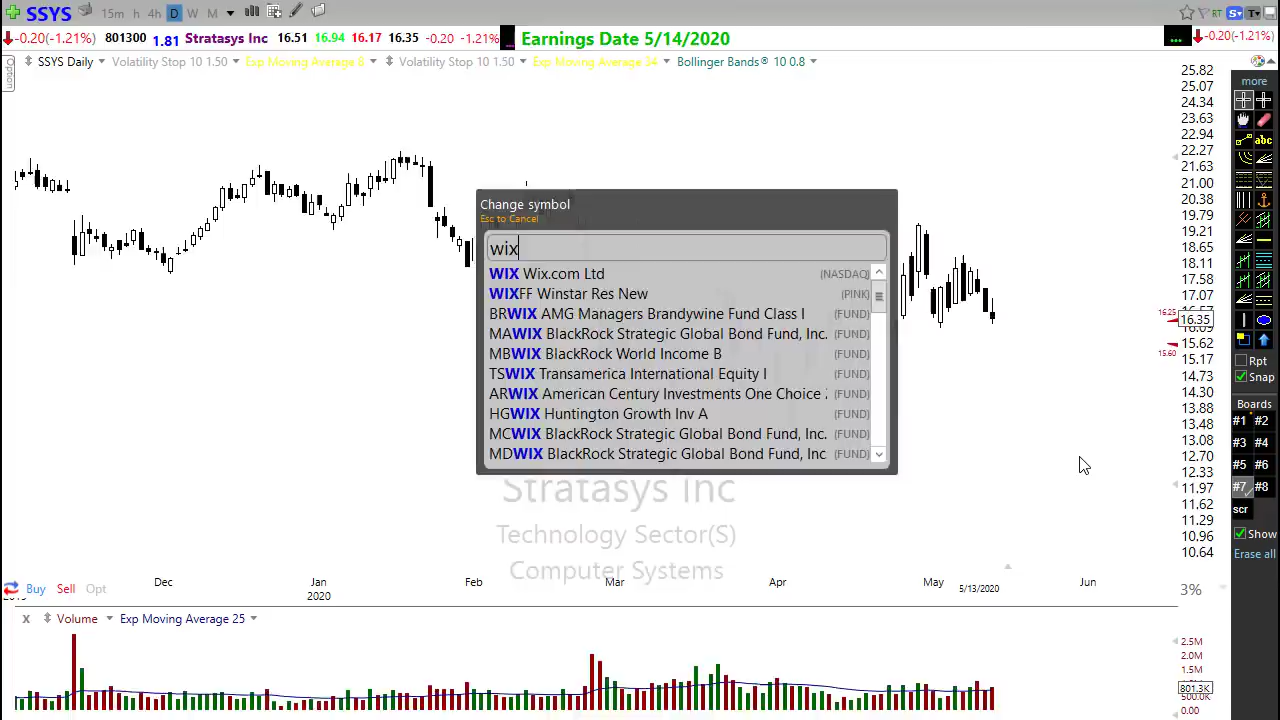 SSYS 15m h 4h D W M RT S T -0.20 (-1.21%)
-0.20 (-1.21%) 801300 1.81 Stratasys Inc 16.51 16.94 16.17 16.35 -0.20 -1.21% ... Earnings Date 5/14/2020 ...
Option
SSYS Daily Volatility Stop 10 1.50 Exp Moving Average 8 Volatility Stop 10 1.50 Exp Moving Average 34 Bollinger Bands® 10 0.8
Change symbol
Esc to Cancel
wix
WIX Wix.com Ltd (NASDAQ)
WIXFF Winstar Res New (PINK)
BRWIX AMG Managers Brandywine Fund Class I (FUND)
MAWIX BlackRock Strategic Global Bond Fund, Inc. (FUND)
MBWIX BlackRock World Income B (FUND)
TSWIX Transamerica International Equity I (FUND)
ARWIX American Century Investments One Choice (FUND)
HGWIX Huntington Growth Inv A (FUND)
MCWIX BlackRock Strategic Global Bond Fund, Inc. (FUND)
MDWIX BlackRock Strategic Global Bond Fund, Inc (FUND)
Stratasys Inc
Technology Sector(S)
Computer Systems
25.82
25.07
24.34
23.63
22.94
22.27
21.63
21.00
20.38
19.79
19.21
18.65
18.11
17.58
17.07
16.25
16.35
16.09
15.62
15.60
15.17
14.73
14.30
13.88
13.48
13.08
12.70
12.33
11.97
11.62
11.29
10.96
10.64
more
abc
Rpt
Snap
Boards
#1 #2
#3 #4
#5 #6
#7 #8
scr
Show
Erase all
Dec Jan Feb Mar Apr May Jun
2020 5/13/2020
Buy Sell Opt
3%
x Volume Exp Moving Average 25
2.5M
2.0M
1.5M
801.3K
500.0K
0.00